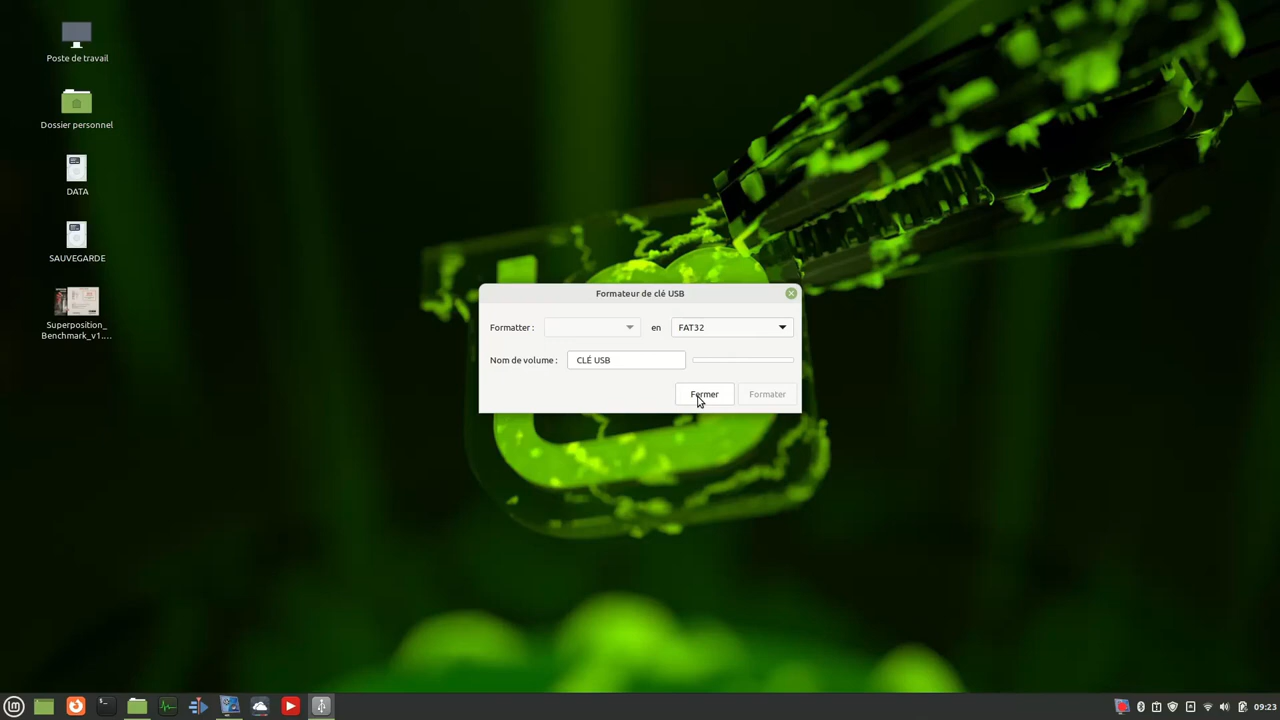 Poste de travail
Dossier personnel
DATA
SAUVEGARDE
Superposition_
Benchmark_v1....
Formateur de clé USB
Formatter :
en
FAT32
Nom de volume :
CLÉ USB
Fermer
Formater
09:23